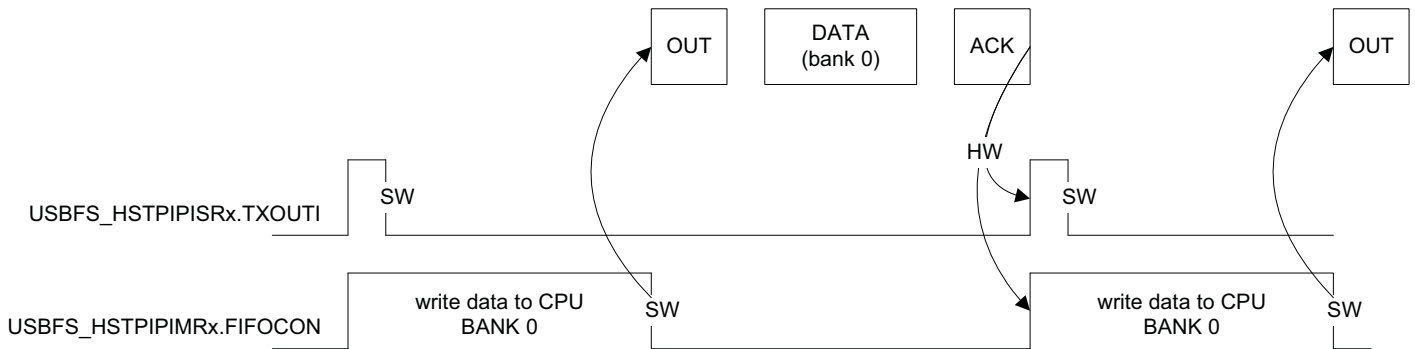 OUT
DATA
(bank 0)
ACK
OUT
HW
SW
SW
USBFS_HSTPIPISRx.TXOUTI
write data to CPU
BANK 0
SW
write data to CPU
BANK 0
SW
USBFS_HSTPIPIMRx.FIFOCON